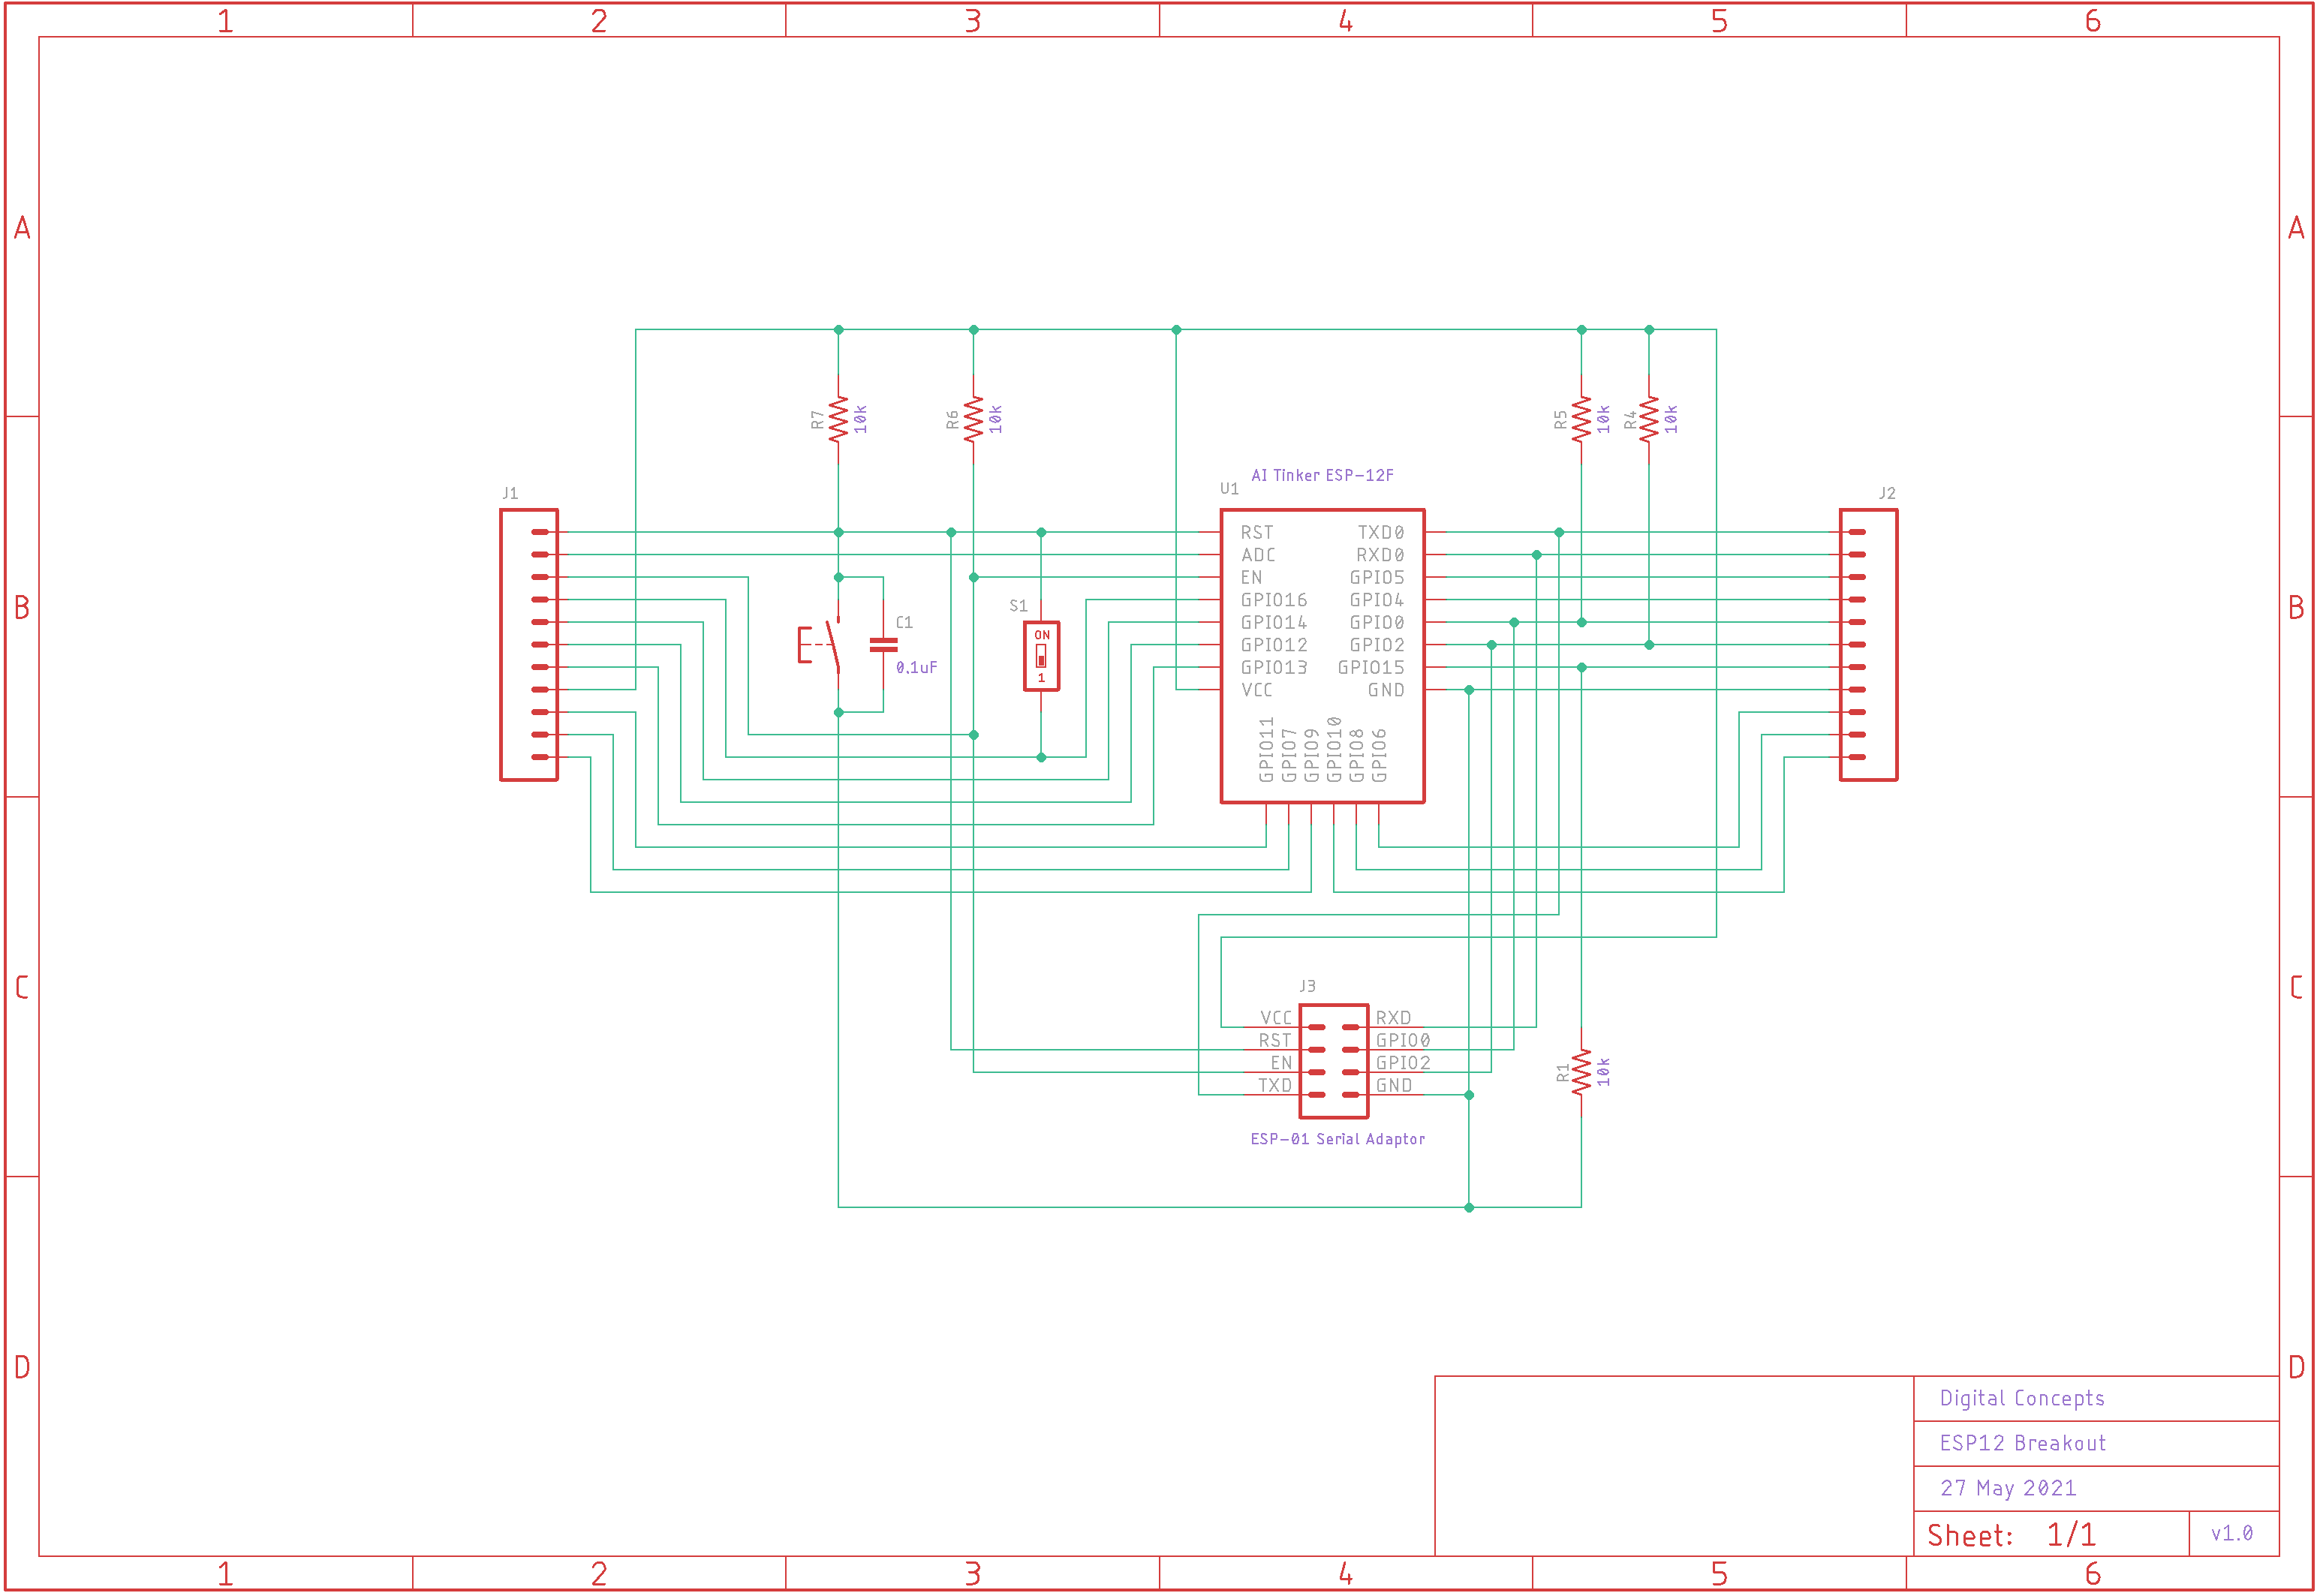 1 2 3 4 5 6
A A
R7 10k R6 10k R5 10k R4 10k
AI Tinker ESP-12F
J1 U1 J2
RST TXD0
ADC RXD0
EN GPIO5
GPIO16 GPIO4
B S1 B
C1 GPIO14 GPIO0
ON GPIO12 GPIO2
0.1uF GPIO13 GPIO15
1 VCC GND
GPIO11 GPIO7 GPIO9 GPIO10 GPIO8 GPIO6
C J3 C
VCC RXD
RST GPIO0
EN GPIO2
TXD GND
R1 10k
ESP-01 Serial Adaptor
D D
Digital Concepts
ESP12 Breakout
27 May 2021
Sheet: 1/1 v1.0
1 2 3 4 5 6